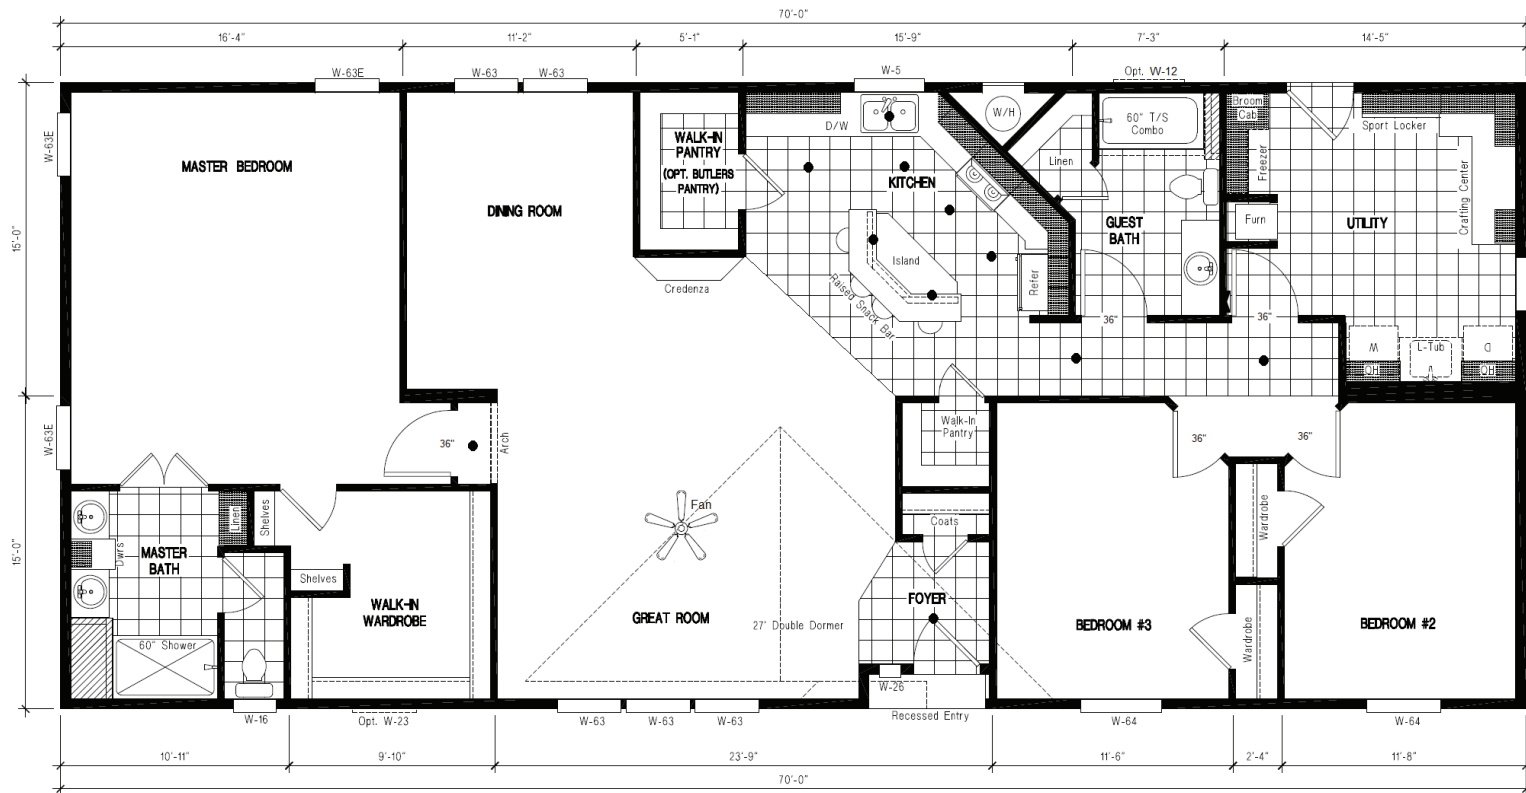 70'-0"
16'-4"
11'-2"
5'-1"
15'-9"
7'-3"
14'-5"
W-63E
W-63
W-63
W-5
Opt. W-12
W-63E
MASTER BEDROOM
DINING ROOM
WALK-IN
PANTRY
(OPT. BUTLERS
PANTRY)
D/W
KITCHEN
W/H
60" T/S
Combo
Linen
Broom
Cab
Freezer
Sport Locker
Crafting Center
GUEST
BATH
Furn
UTILITY
15'-0"
Credenza
Island
Raised Snack Bar
Refer
36"
36"
W
L-Tub
D
OH
OH
W-63E
36"
Arch
Walk-In
Pantry
36"
36"
15'-0"
Linen
Shelves
Dwrs
MASTER
BATH
Shelves
WALK-IN
WARDROBE
60" Shower
Fan
GREAT ROOM
27' Double Dormer
Coats
FOYER
Wardrobe
Wardrobe
BEDROOM #3
BEDROOM #2
W-16
Opt. W-23
W-63
W-63
W-63
W-26
Recessed Entry
W-64
W-64
10'-11"
9'-10"
23'-9"
11'-6"
2'-4"
11'-8"
70'-0"